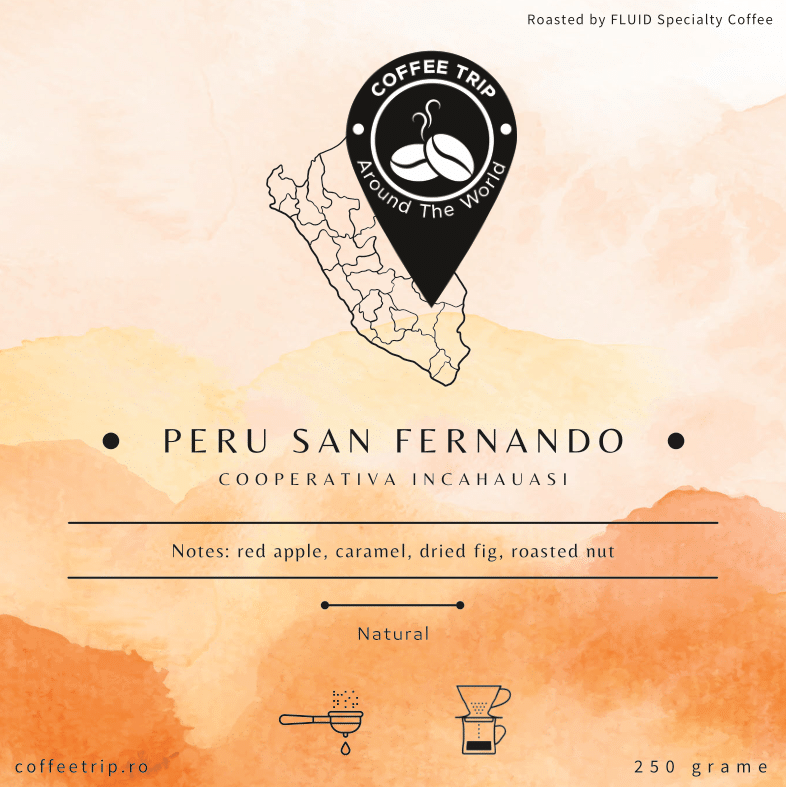 Roasted by FLUID Specialty Coffee
COFFEE TRIP
Around The World
PERU SAN FERNANDO
COOPERATIVA INCAHAUASI
Notes: red apple, caramel, dried fig, roasted nut
Natural
coffeetrip.ro
250 grame